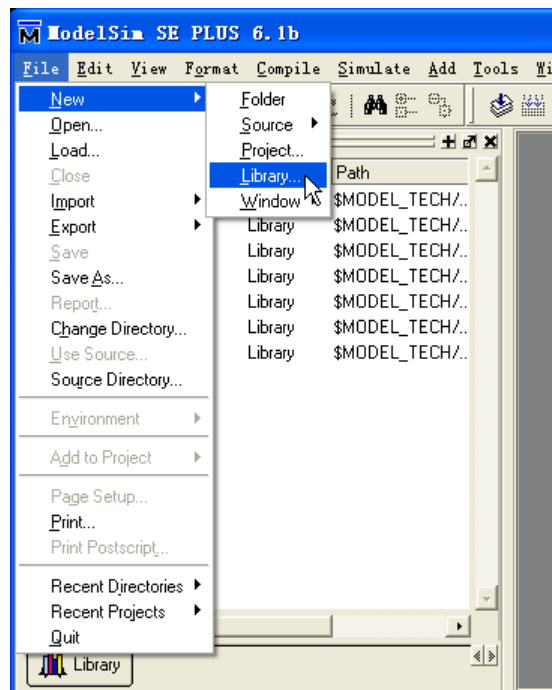 ModelSim SE PLUS 6.1b
File Edit View Format Compile Simulate Add Tools Wi
New
Open...
Load...
Close
Import
Export
Save
Save As...
Report...
Change Directory...
Use Source...
Source Directory...
Environment
Add to Project
Page Setup...
Print...
Print Postscript...
Recent Directories
Recent Projects
Quit
Folder
Source
Project...
Library...
Window
Path
$MODEL_TECH/..
Library $MODEL_TECH/..
Library $MODEL_TECH/..
Library $MODEL_TECH/..
Library $MODEL_TECH/..
Library $MODEL_TECH/..
Library $MODEL_TECH/..
Library